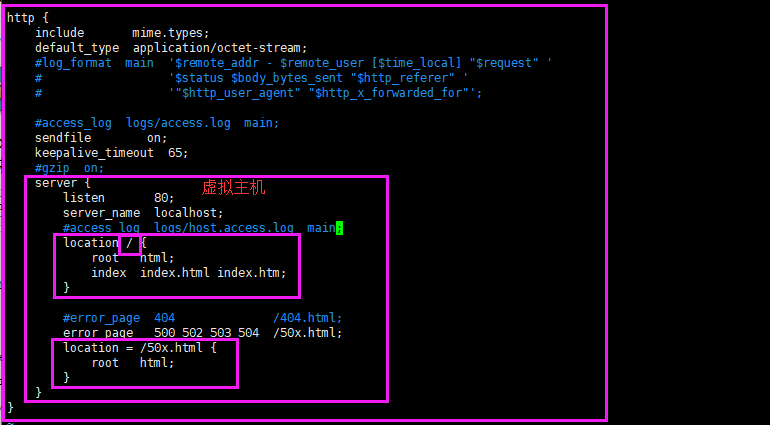 http {
    include       mime.types;
    default_type  application/octet-stream;
    #log_format  main  '$remote_addr - $remote_user [$time_local] "$request" '
    #                  '$status $body_bytes_sent "$http_referer" '
    #                  '"$http_user_agent" "$http_x_forwarded_for"';
    #access_log  logs/access.log  main;
    sendfile        on;
    keepalive_timeout  65;
    #gzip  on;
    server {
虚拟主机
        listen       80;
        server_name  localhost;
        #access_log  logs/host.access.log  main;
        location / {
            root   html;
            index  index.html index.htm;
        }
        #error_page  404              /404.html;
        error_page   500 502 503 504  /50x.html;
        location = /50x.html {
            root   html;
        }
    }
}
~